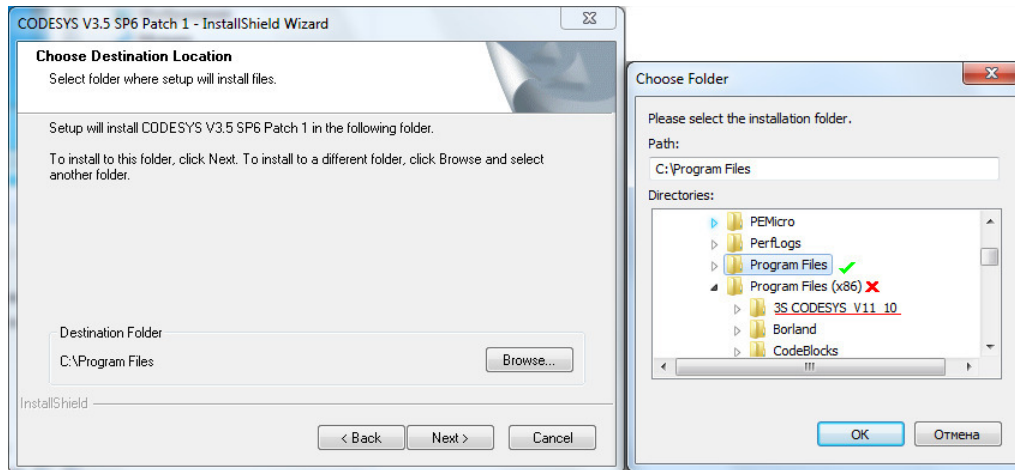 CODESYS V3.5 SP6 Patch 1 - InstallShield Wizard
Choose Destination Location
Select folder where setup will install files.
Setup will install CODESYS V3.5 SP6 Patch 1 in the following folder.
To install to this folder, click Next. To install to a different folder, click Browse and select
another folder.
Destination Folder
C:\Program Files
Browse...
InstallShield
< Back
Next >
Cancel
Choose Folder
Please select the installation folder.
Path:
C:\Program Files
Directories:
PEMicro
PerfLogs
Program Files
Program Files (x86)
3S CODESYS_V11_10
Borland
CodeBlocks
OK
Отмена